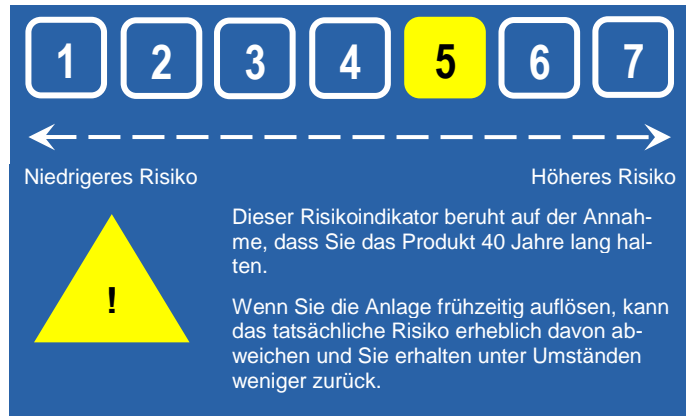 1 2 3 4 5 6 7
Niedrigeres Risiko Höheres Risiko
Dieser Risikoindikator beruht auf der Annah-
me, dass Sie das Produkt 40 Jahre lang hal-
ten.
!
Wenn Sie die Anlage frühzeitig auflösen, kann
das tatsächliche Risiko erheblich davon ab-
weichen und Sie erhalten unter Umständen
weniger zurück.